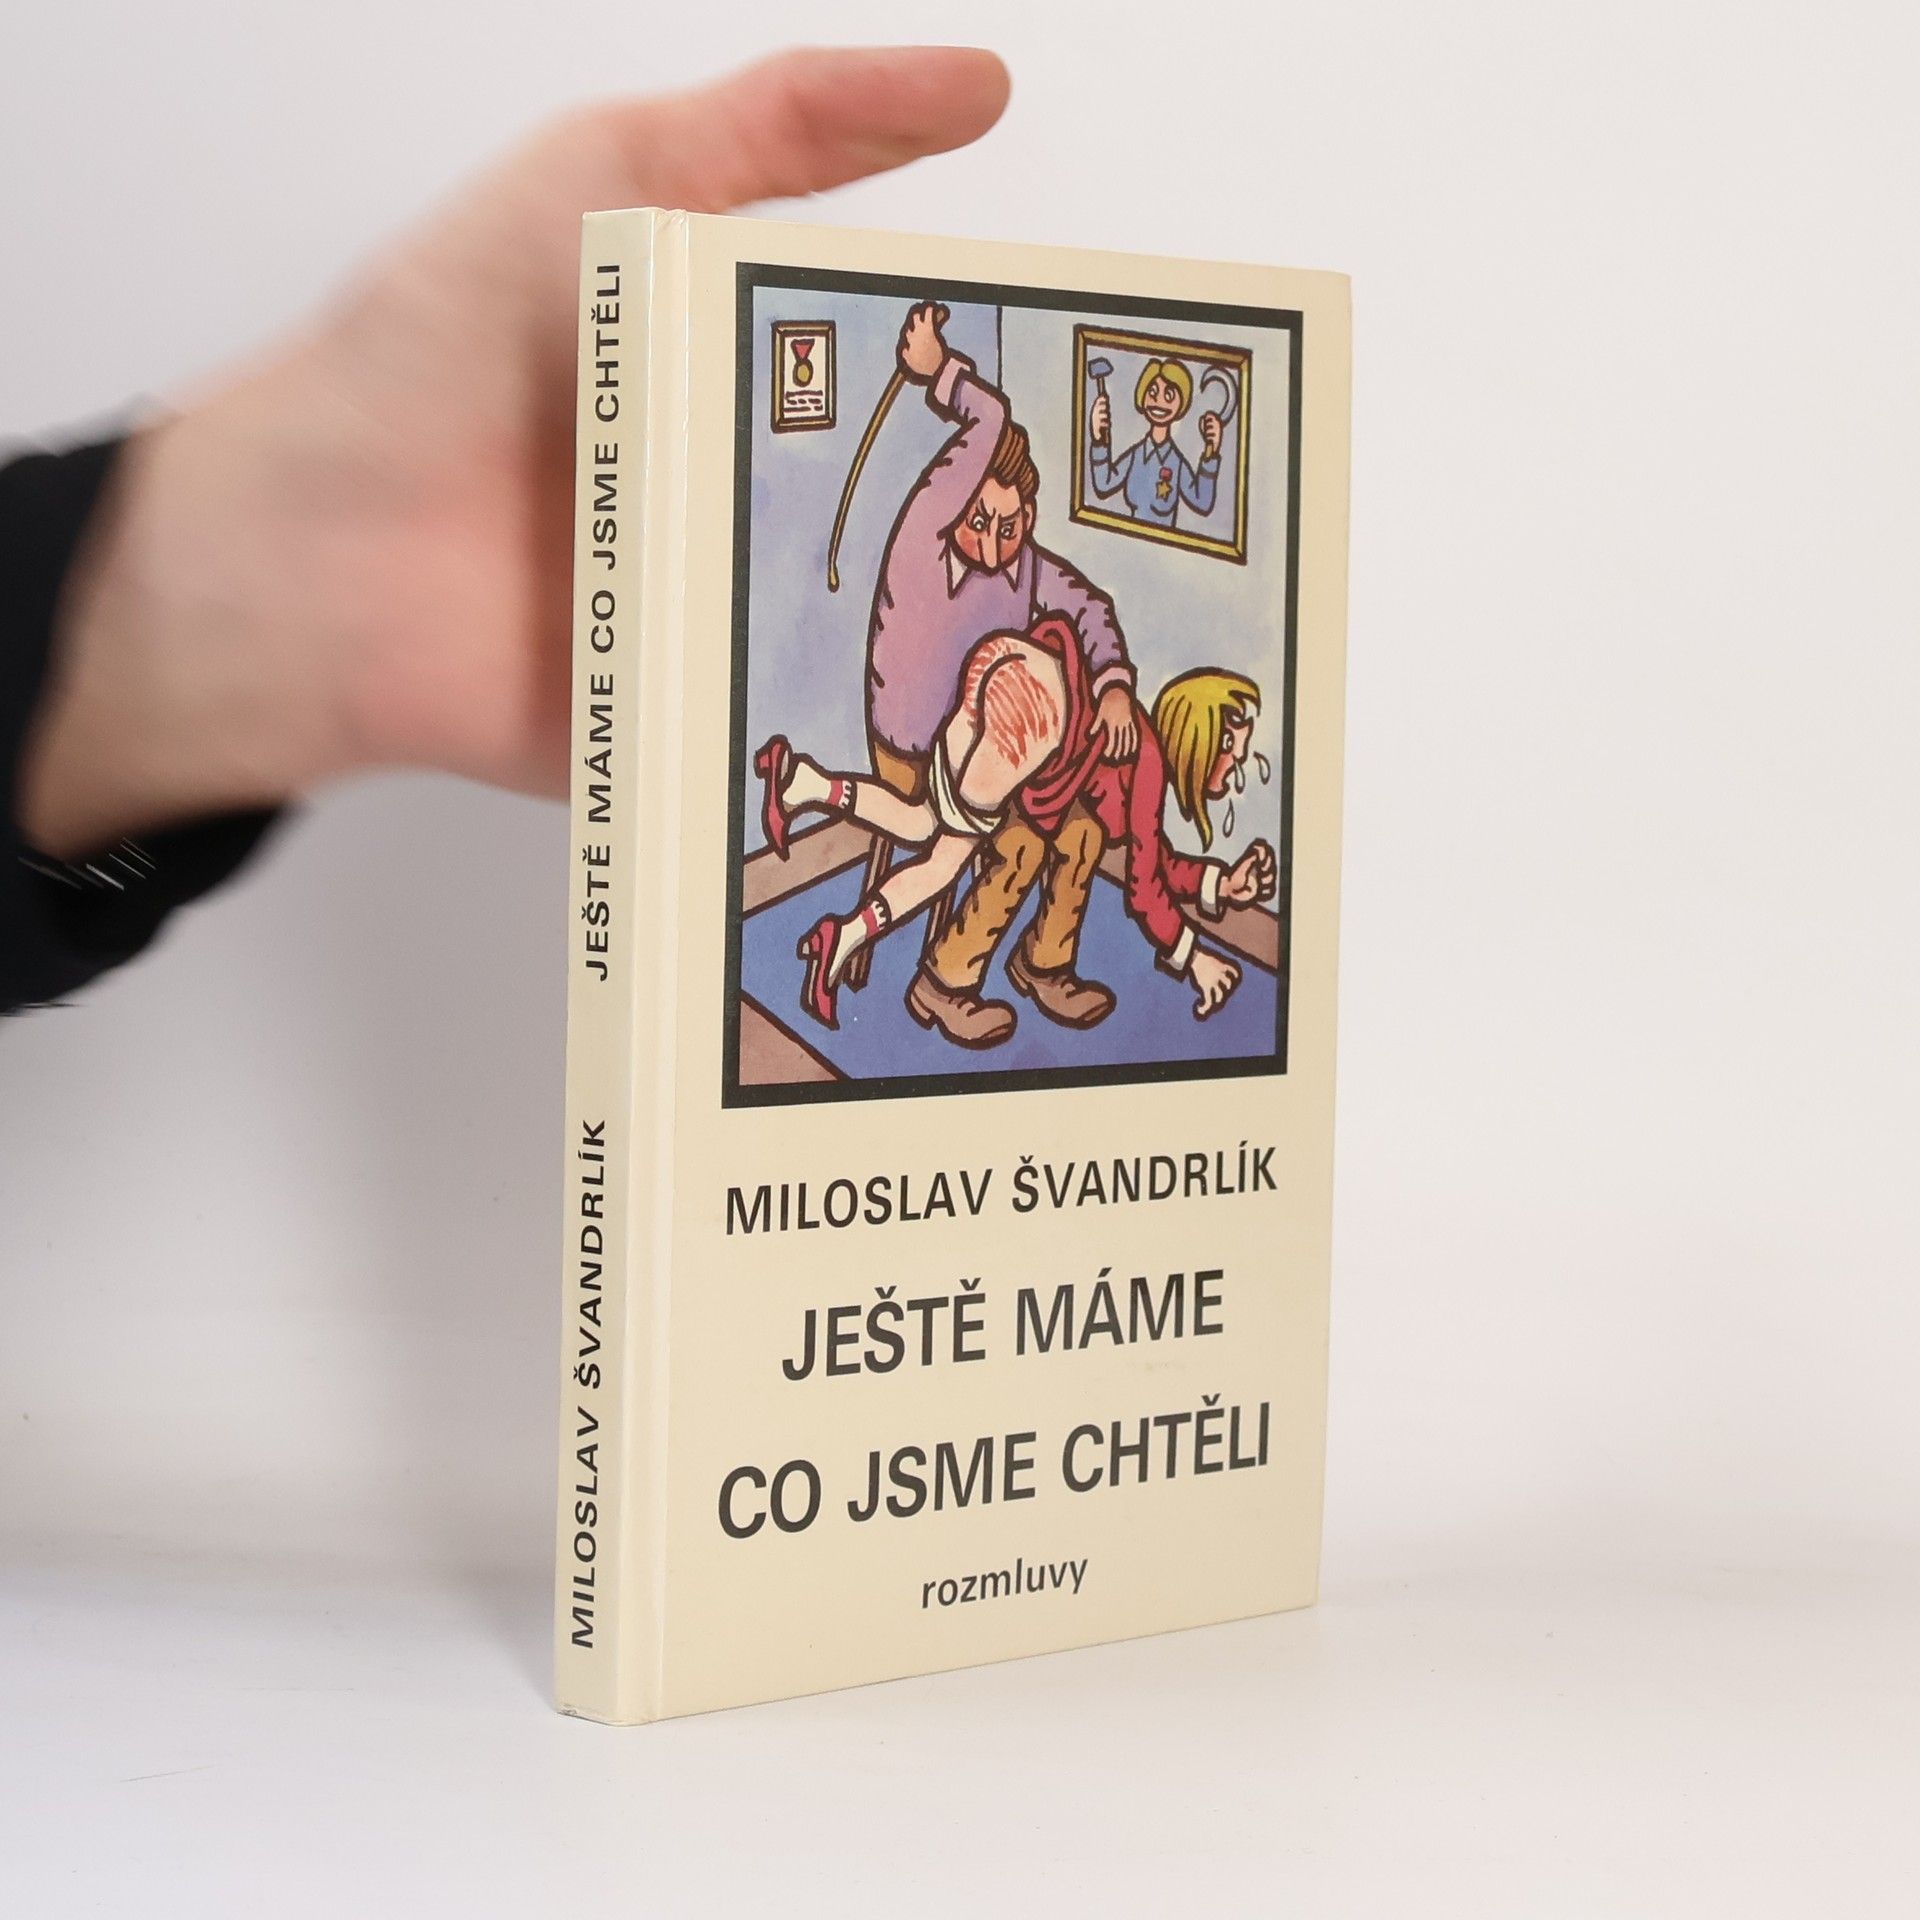 MILOSLAV ŠVANDRLÍK JEŠTĚ MÁME CO JSME CHTĚLI
MILOSLAV ŠVANDRLÍK
JEŠTĚ MÁME
CO JSME CHTĚLI
rozmluvy